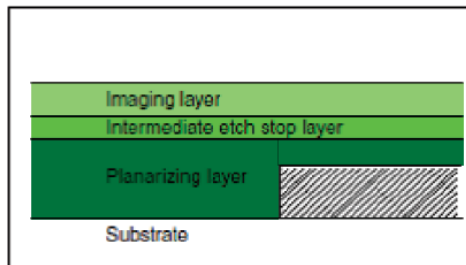 Imaging layer
Intermediate etch stop layer
Planarizing layer
Substrate